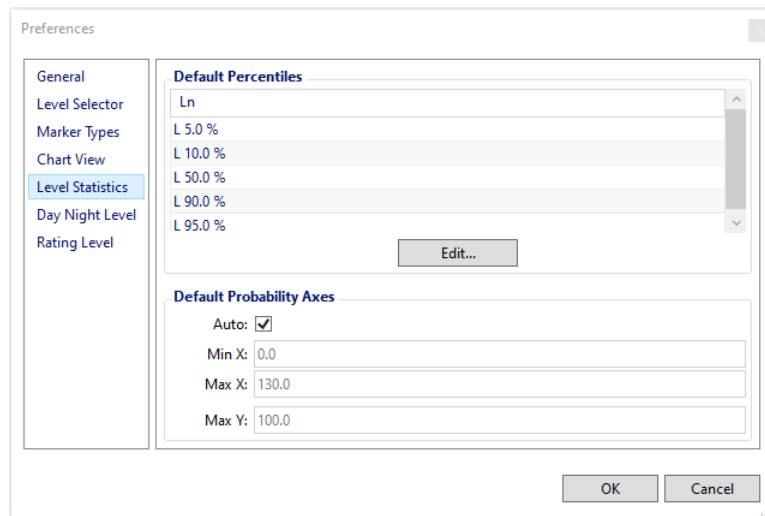 Preferences
General
Level Selector
Marker Types
Chart View
Level Statistics
Day Night Level
Rating Level
Default Percentiles
Ln
L 5.0 %
L 10.0 %
L 50.0 %
L 90.0 %
L 95.0 %
Edit...
Default Probability Axes
Auto:
Min X: 0.0
Max X: 130.0
Max Y: 100.0
OK Cancel